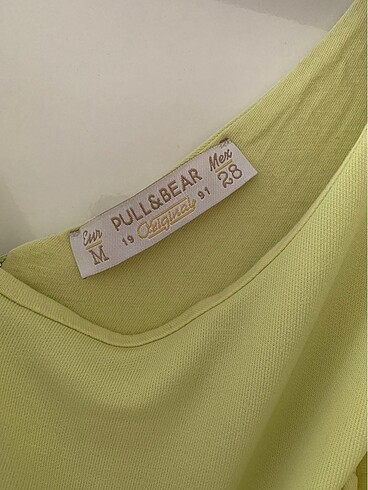 Eur
M
PULL&BEAR
19 Original 91
Mex
28